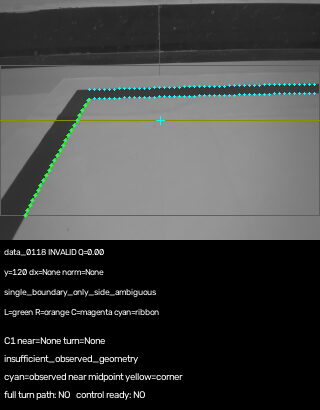 data_0118 INVALID Q=0.00
y=120 dx=None norm=None
single_boundary_only_side_ambiguous
L=green R=orange C=magenta cyan=ribbon
C1 near=None turn=None
insufficient_observed_geometry
cyan=observed near midpoint yellow=corner
full turn path: NO control ready: NO